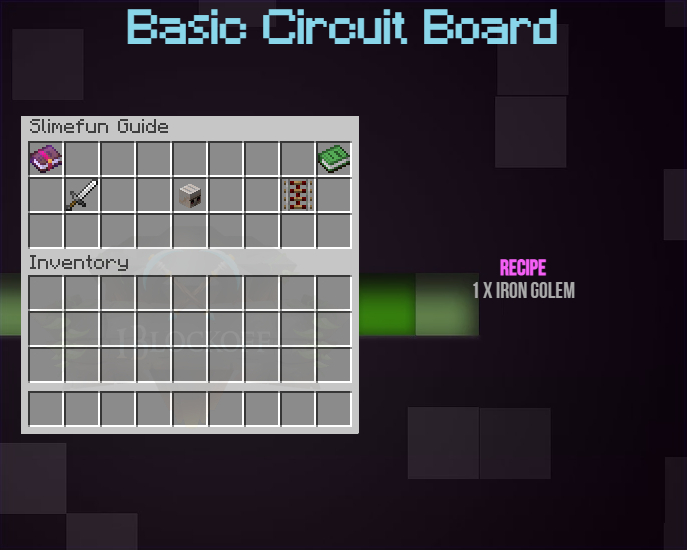 Basic Circuit Board
Slimefun Guide
Inventory
RECIPE
1 X IRON GOLEM